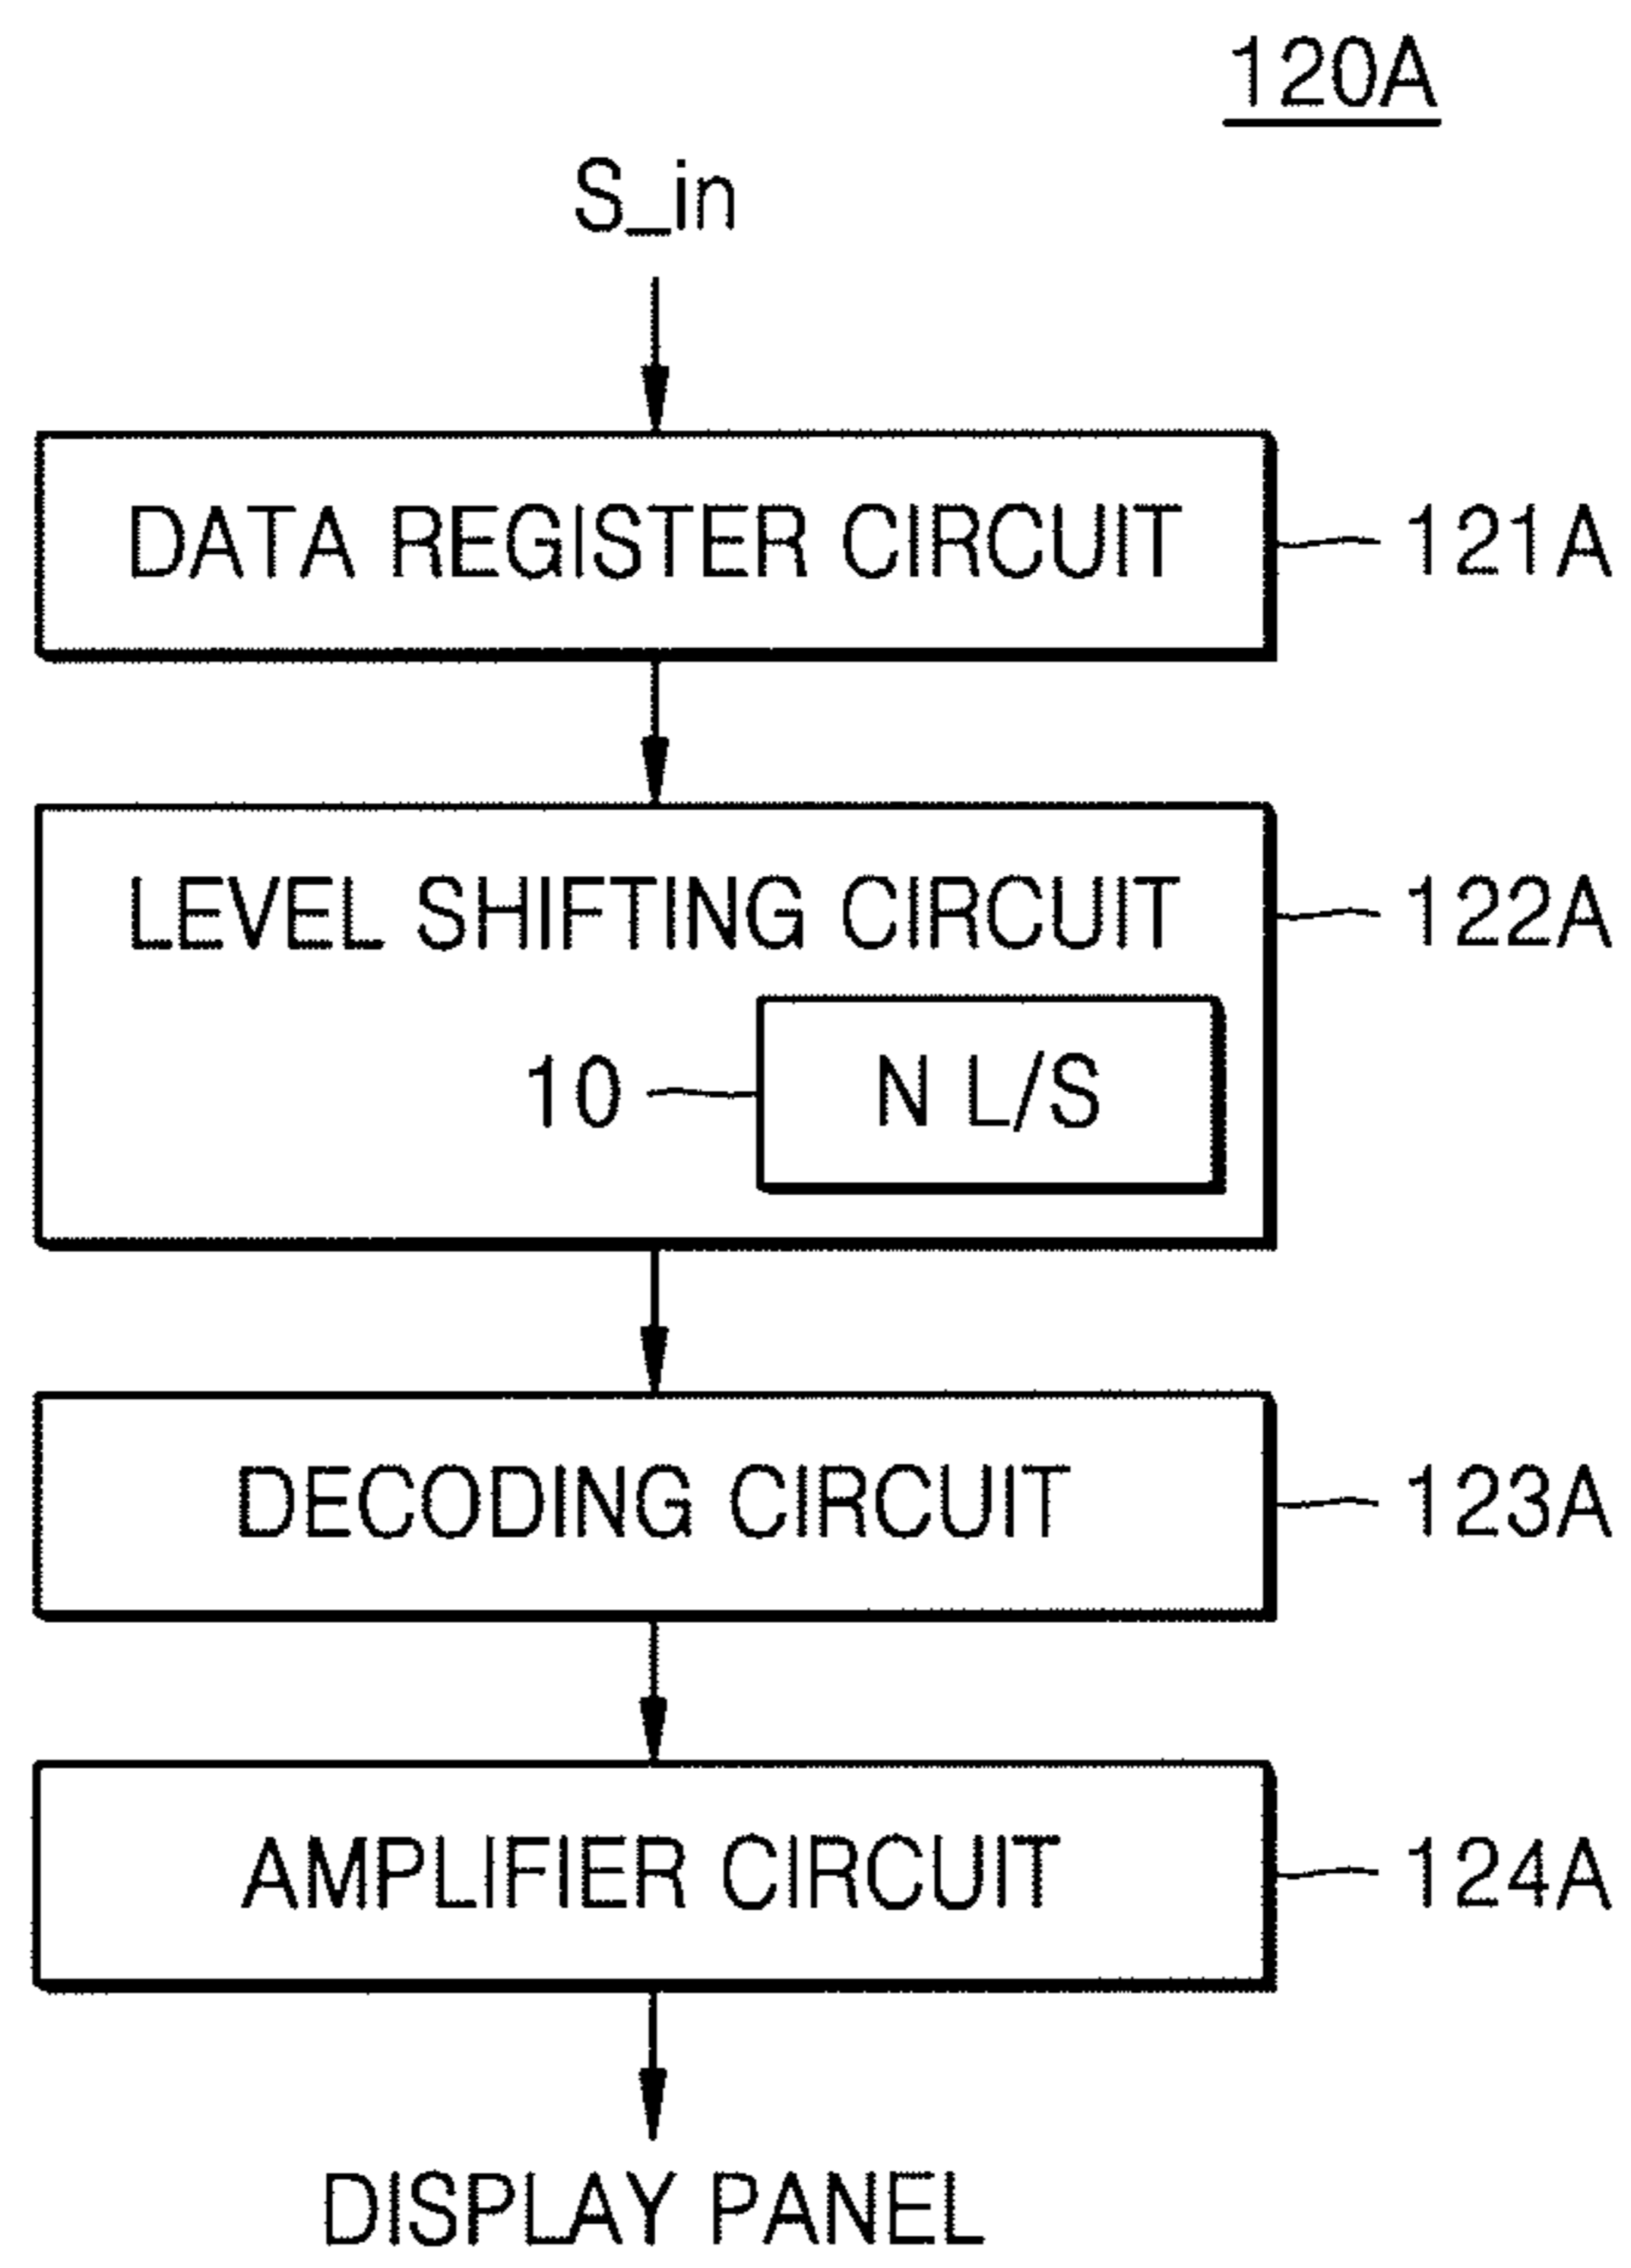 120A
S_in
DATA REGISTER CIRCUIT 121A
LEVEL SHIFTING CIRCUIT 122A
10 N L/S
DECODING CIRCUIT 123A
AMPLIFIER CIRCUIT 124A
DISPLAY PANEL